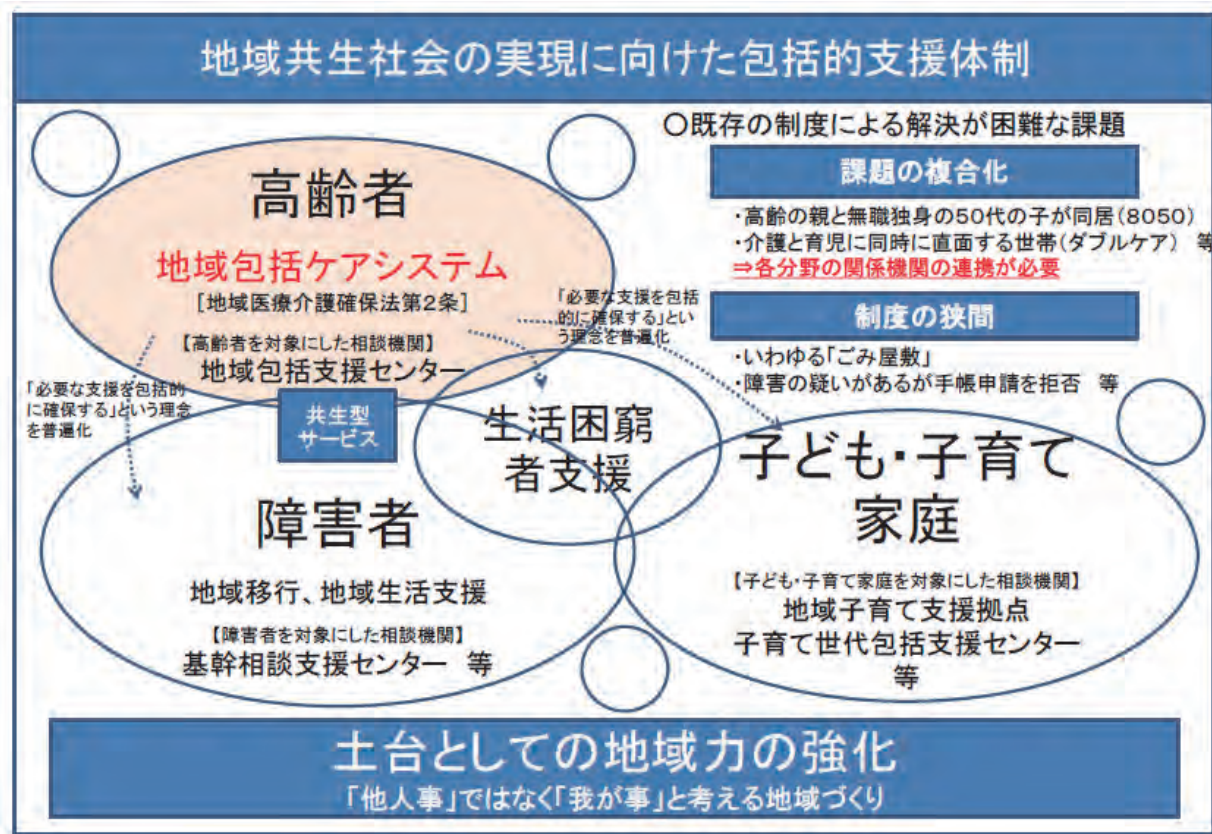 地域共生社会の実現に向けた包括的支援体制
〇既存の制度による解決が困難な課題
課題の複合化
・高齢の親と無職独身の50代の子が同居(8050)
・介護と育児に同時に直面する世帯(ダブルケア) 等
⇒各分野の関係機関の連携が必要
制度の狭間
・いわゆる「ごみ屋敷」
・障害の疑いがあるが手帳申請を拒否 等
高齢者
地域包括ケアシステム
[地域医療介護確保法第2条]
【高齢者を対象にした相談機関】
地域包括支援センター
「必要な支援を包括
的に確保する」とい
う理念を普遍化
「必要な支援を包括的
に確保する」という理念
を普遍化
共生型
サービス
生活困窮
者支援
障害者
地域移行、地域生活支援
【障害者を対象にした相談機関】
基幹相談支援センター 等
子ども・子育て
家庭
【子ども・子育て家庭を対象にした相談機関】
地域子育て支援拠点
子育て世代包括支援センター
等
土台としての地域力の強化
「他人事」ではなく「我が事」と考える地域づくり